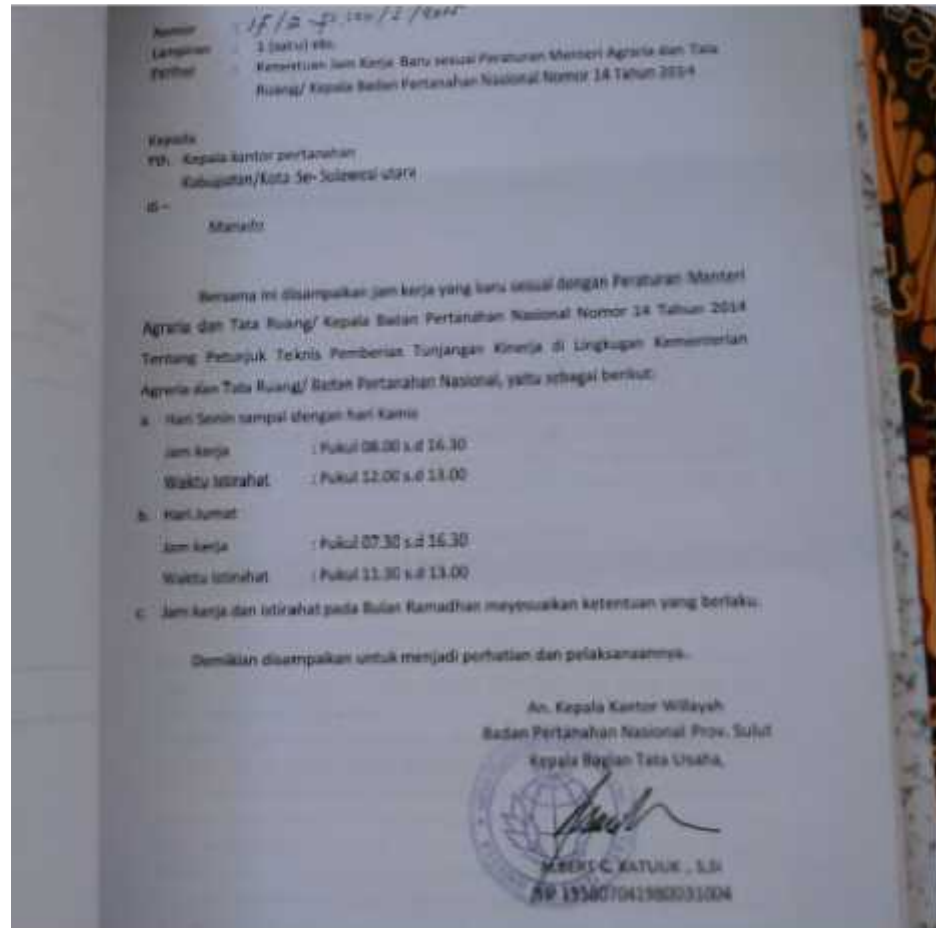 Nomor :
Lampiran : 1 (satu) eks.
Perihal : Ketentuan Jam Kerja Baru sesuai Peraturan Menteri Agraria dan Tata
Ruang/ Kepala Badan Pertanahan Nasional Nomor 14 Tahun 2014
Kepada
Yth. Kepala kantor pertanahan
Kabupaten/Kota Se- Sulawesi utara
di –
Manado
Bersama ini disampaikan jam kerja yang baru sesuai dengan Peraturan Menteri
Agraria dan Tata Ruang/ Kepala Badan Pertanahan Nasional Nomor 14 Tahun 2014
Tentang Petunjuk Teknis Pemberian Tunjangan Kinerja di Lingkugan Kementerian
Agraria dan Tata Ruang/ Badan Pertanahan Nasional, yaitu sebagai berikut:
a. Hari Senin sampai dengan hari Kamis
Jam kerja : Pukul 08.00 s.d 16.30
Waktu Istirahat : Pukul 12.00 s.d 13.00
b. Hari Jumat
Jam kerja : Pukul 07.30 s.d 16.30
Waktu Istirahat : Pukul 11.30 s.d 13.00
c. Jam kerja dan istirahat pada Bulan Ramadhan meyesuaikan ketentuan yang berlaku.
Demikian disampaikan untuk menjadi perhatian dan pelaksanaannya.
An. Kepala Kantor Wilayah
Badan Pertanahan Nasional Prov. Sulut
Kepala Bagian Tata Usaha,
ALBERT C. RATUUK , S.Si
NIP 195807041980031004